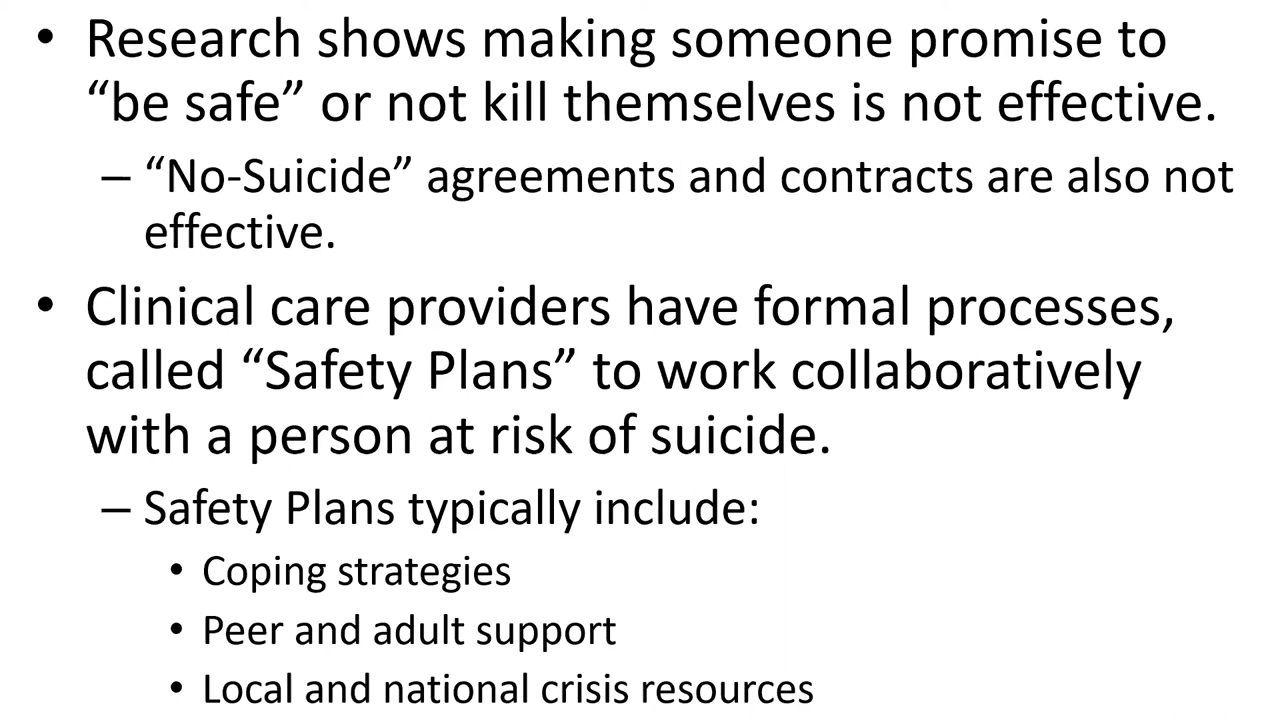 • Research shows making someone promise to
“be safe” or not kill themselves is not effective.
– “No-Suicide” agreements and contracts are also not
effective.
• Clinical care providers have formal processes,
called “Safety Plans” to work collaboratively
with a person at risk of suicide.
– Safety Plans typically include:
• Coping strategies
• Peer and adult support
• Local and national crisis resources